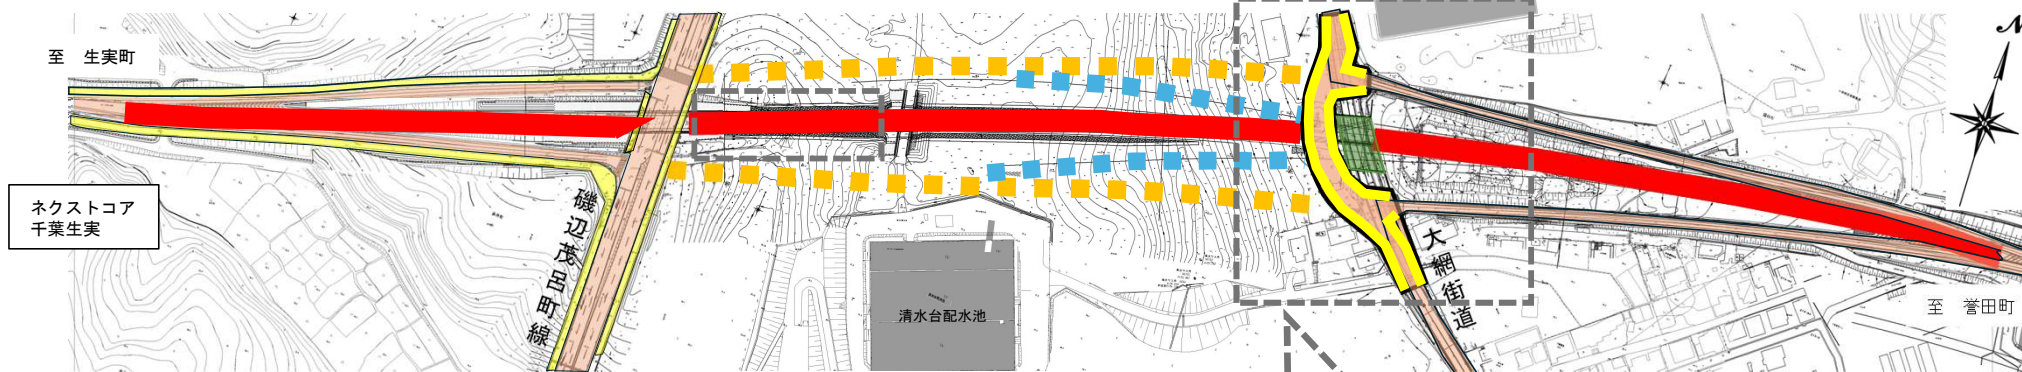 至 生実町
ネクストコア
千葉生実
磯辺茂呂町線
清水台配水池
大網街道
至 誉田町
N